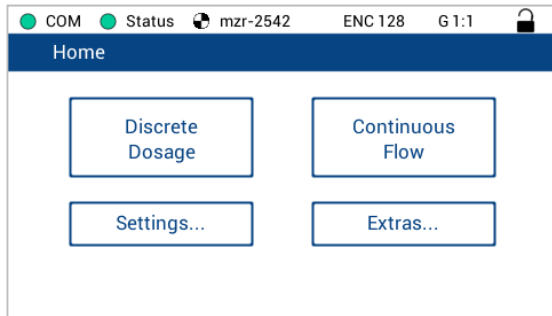 COM Status mzr-2542 ENC 128 G 1:1
Home
Discrete
Dosage
Continuous
Flow
Settings...
Extras...